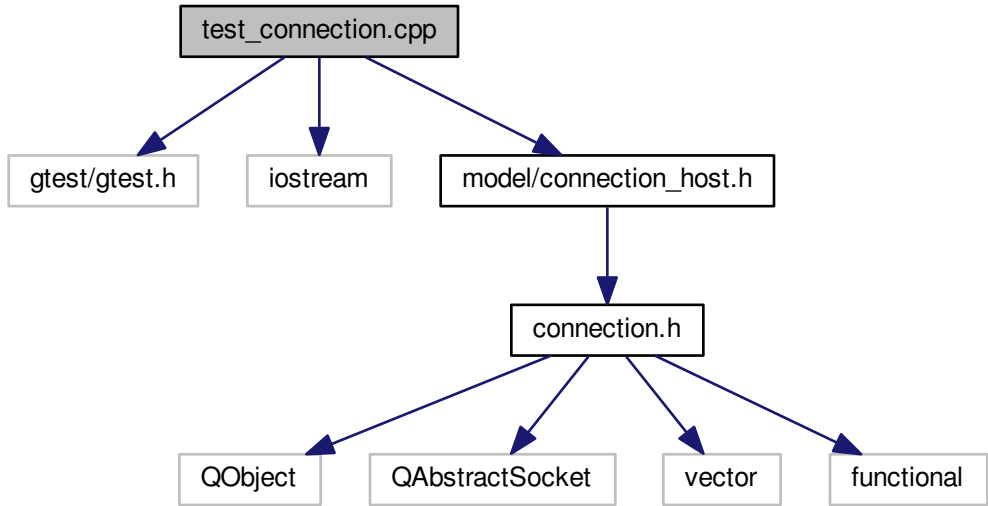 test_connection.cpp
gtest/gtest.h
iostream
model/connection_host.h
connection.h
QObject
QAbstractSocket
vector
functional